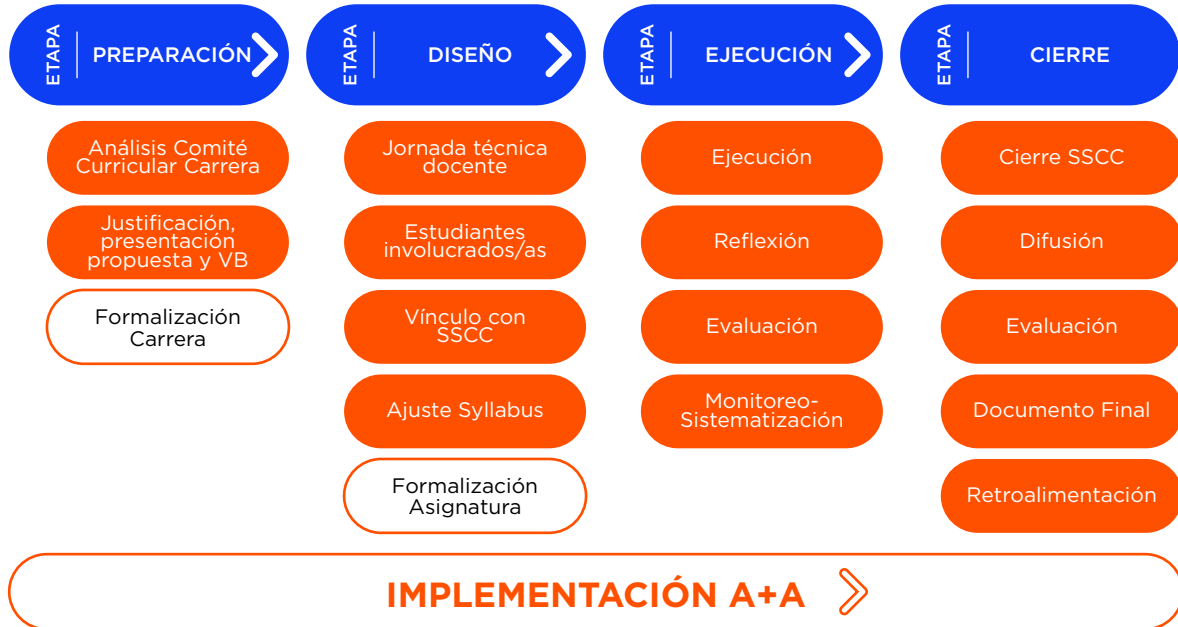 ETAPA
PREPARACIÓN
Análisis Comité
Curricular Carrera
Justificación,
presentación
propuesta y VB
Formalización
Carrera
ETAPA
DISEÑO
Jornada técnica
docente
Estudiantes
involucrados/as
Vínculo con
SSCC
Ajuste Syllabus
Formalización
Asignatura
ETAPA
EJECUCIÓN
Ejecución
Reflexión
Evaluación
Monitoreo-
Sistematización
ETAPA
CIERRE
Cierre SSCC
Difusión
Evaluación
Documento Final
Retroalimentación
IMPLEMENTACIÓN A+A